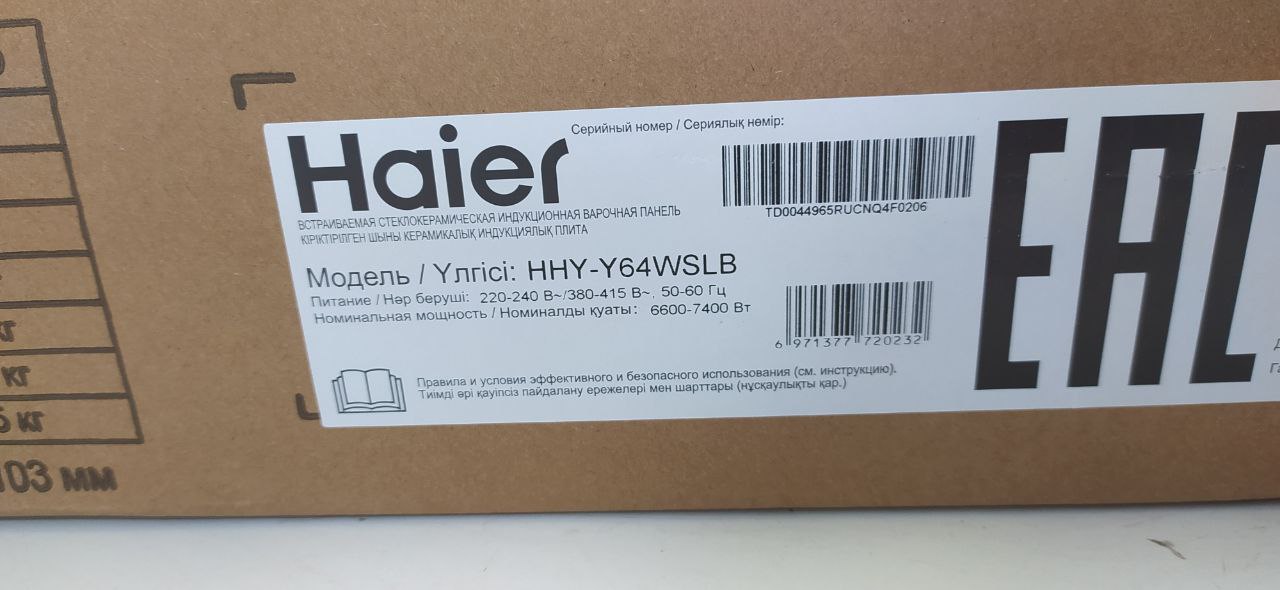 Haier
Серийный номер / Сериялық нөмір:
TD0044965RUCNQ4F0206
ВСТРАИВАЕМАЯ СТЕКЛОКЕРАМИЧЕСКАЯ ИНДУКЦИОННАЯ ВАРОЧНАЯ ПАНЕЛЬ
КІРІКТІРІЛГЕН ШЫНЫ КЕРАМИКАЛЫҚ ИНДУКЦИЯЛЫҚ ПЛИТА
Модель / Үлгісі: HHY-Y64WSLB
Питание / Нәр беруші: 220-240 В~/380-415 В~, 50-60 Гц
Номинальная мощность / Номиналды қуаты: 6600-7400 Вт
6 971377 720232
Правила и условия эффективного и безопасного использования (см. инструкцию).
Тиімді әрі қауіпсіз пайдалану ережелері мен шарттары (нұсқаулықты қар.)
EAC
кг
кг
5 кг
103 мм